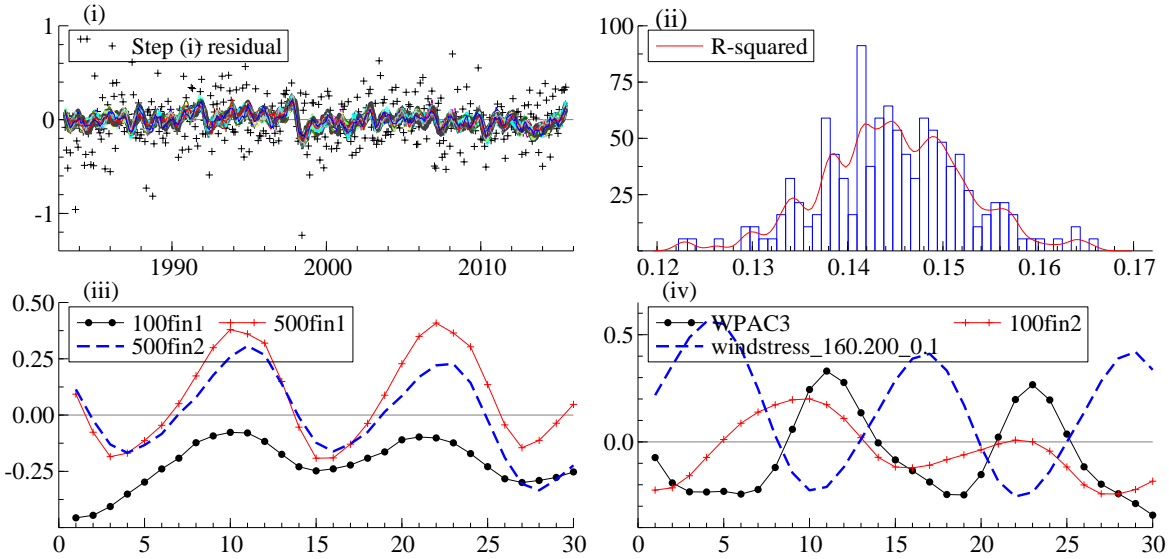 (i)
Step (i) residual
1
0
-1
1990 2000 2010
(ii)
R-squared
100
75
50
25
0.12 0.13 0.14 0.15 0.16 0.17
(iii)
100fin1 500fin1
500fin2
0.50
0.25
0.00
-0.25
0 5 10 15 20 25 30
(iv)
WPAC3 100fin2
windstress_160.200_0.1
0.5
0.0
0 5 10 15 20 25 30